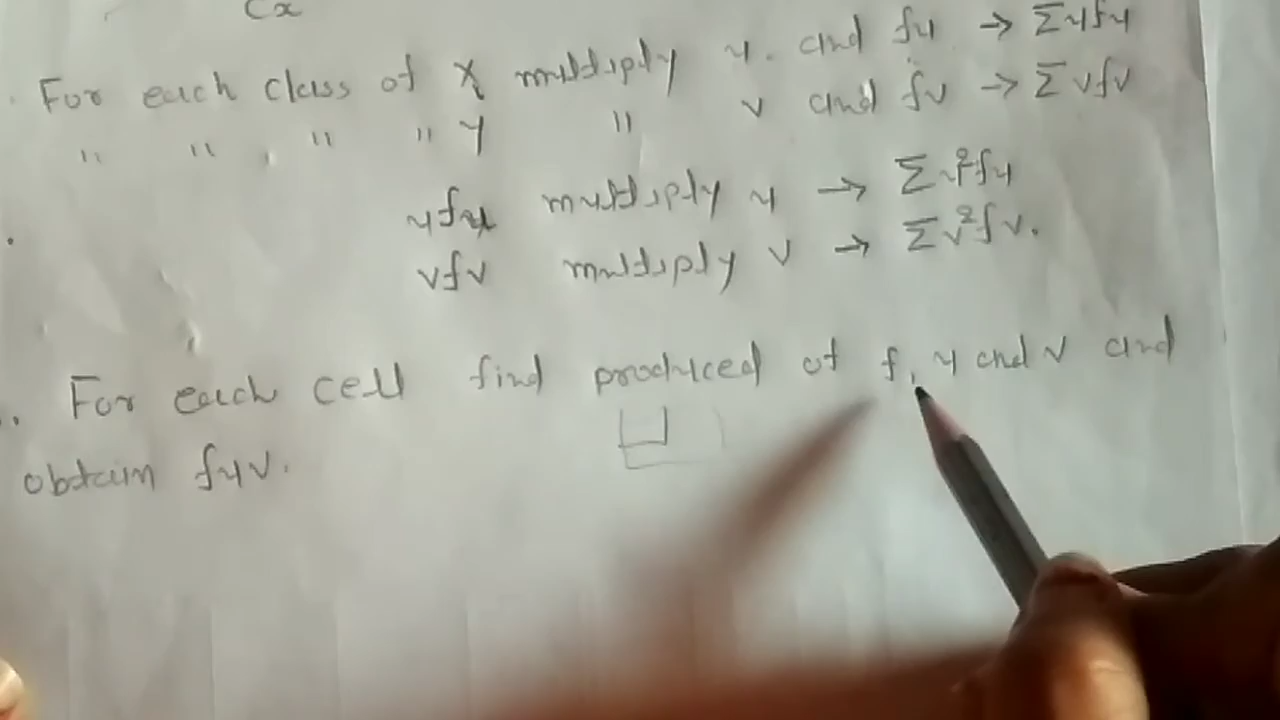 Cx
For each class of X multiply u. and fu → Σufu
" " , " " Y " v and fv → Σvfv
ufu multiply u → Σu²fu
vfv multiply v → Σv²fv.
For each cell find produced of f, u and v and
obtain fuv.